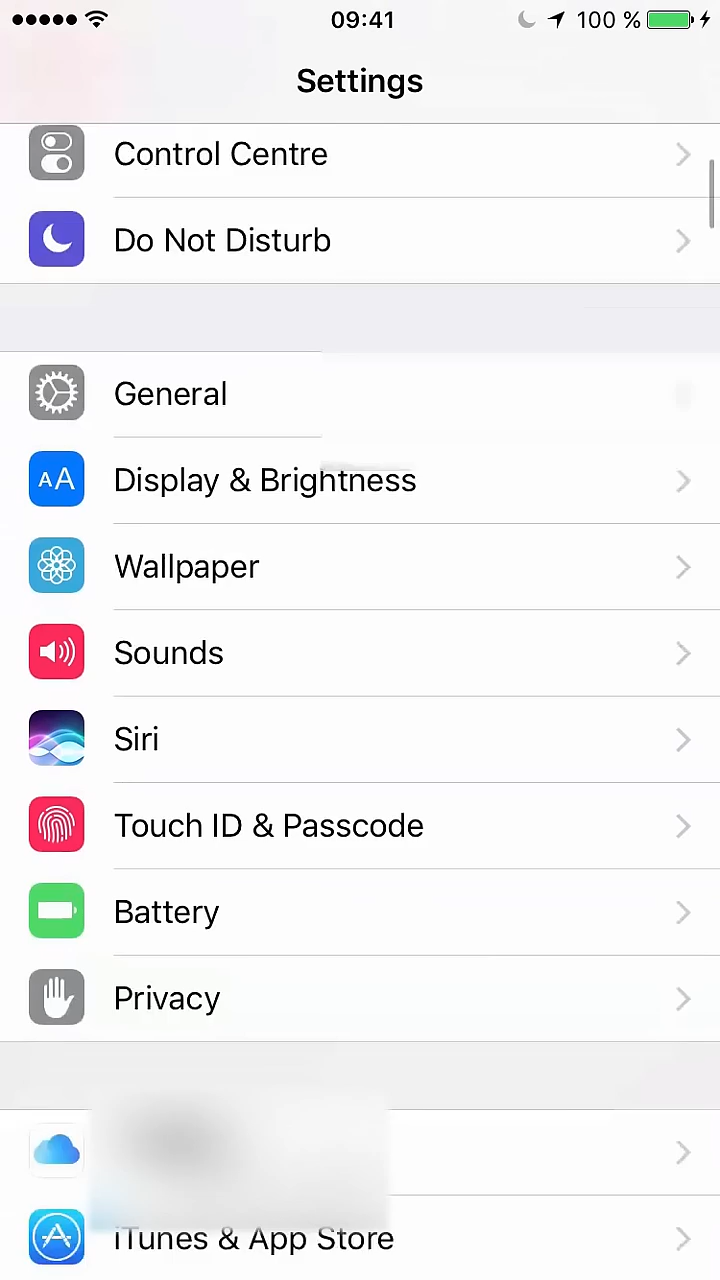 09:41
100 %
Settings
Control Centre
Do Not Disturb
General
AA Display & Brightness
Wallpaper
Sounds
Siri
Touch ID & Passcode
Battery
Privacy
iTunes & App Store